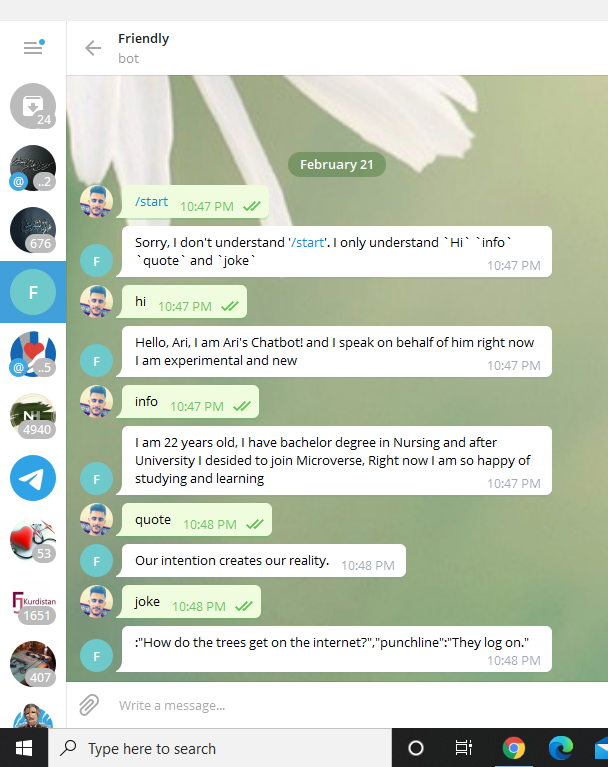 Friendly
bot
24
February 21
@ ..2
/start 10:47 PM
676
Sorry, I don't understand '/start'. I only understand `Hi` `info`
`quote` and `joke`
10:47 PM
F
F
hi 10:47 PM
@ ..5
Hello, Ari, I am Ari's Chatbot! and I speak on behalf of him right now
I am experimental and new
10:47 PM
F
NH
4940
info 10:47 PM
I am 22 years old, I have bachelor degree in Nursing and after
University I desided to join Microverse, Right now I am so happy of
studying and learning
10:47 PM
F
53
quote 10:48 PM
Our intention creates our reality. 10:48 PM
F
Kurdistan
1651
joke 10:48 PM
:"How do the trees get on the internet?","punchline":"They log on."
10:48 PM
F
407
Write a message...
Type here to search